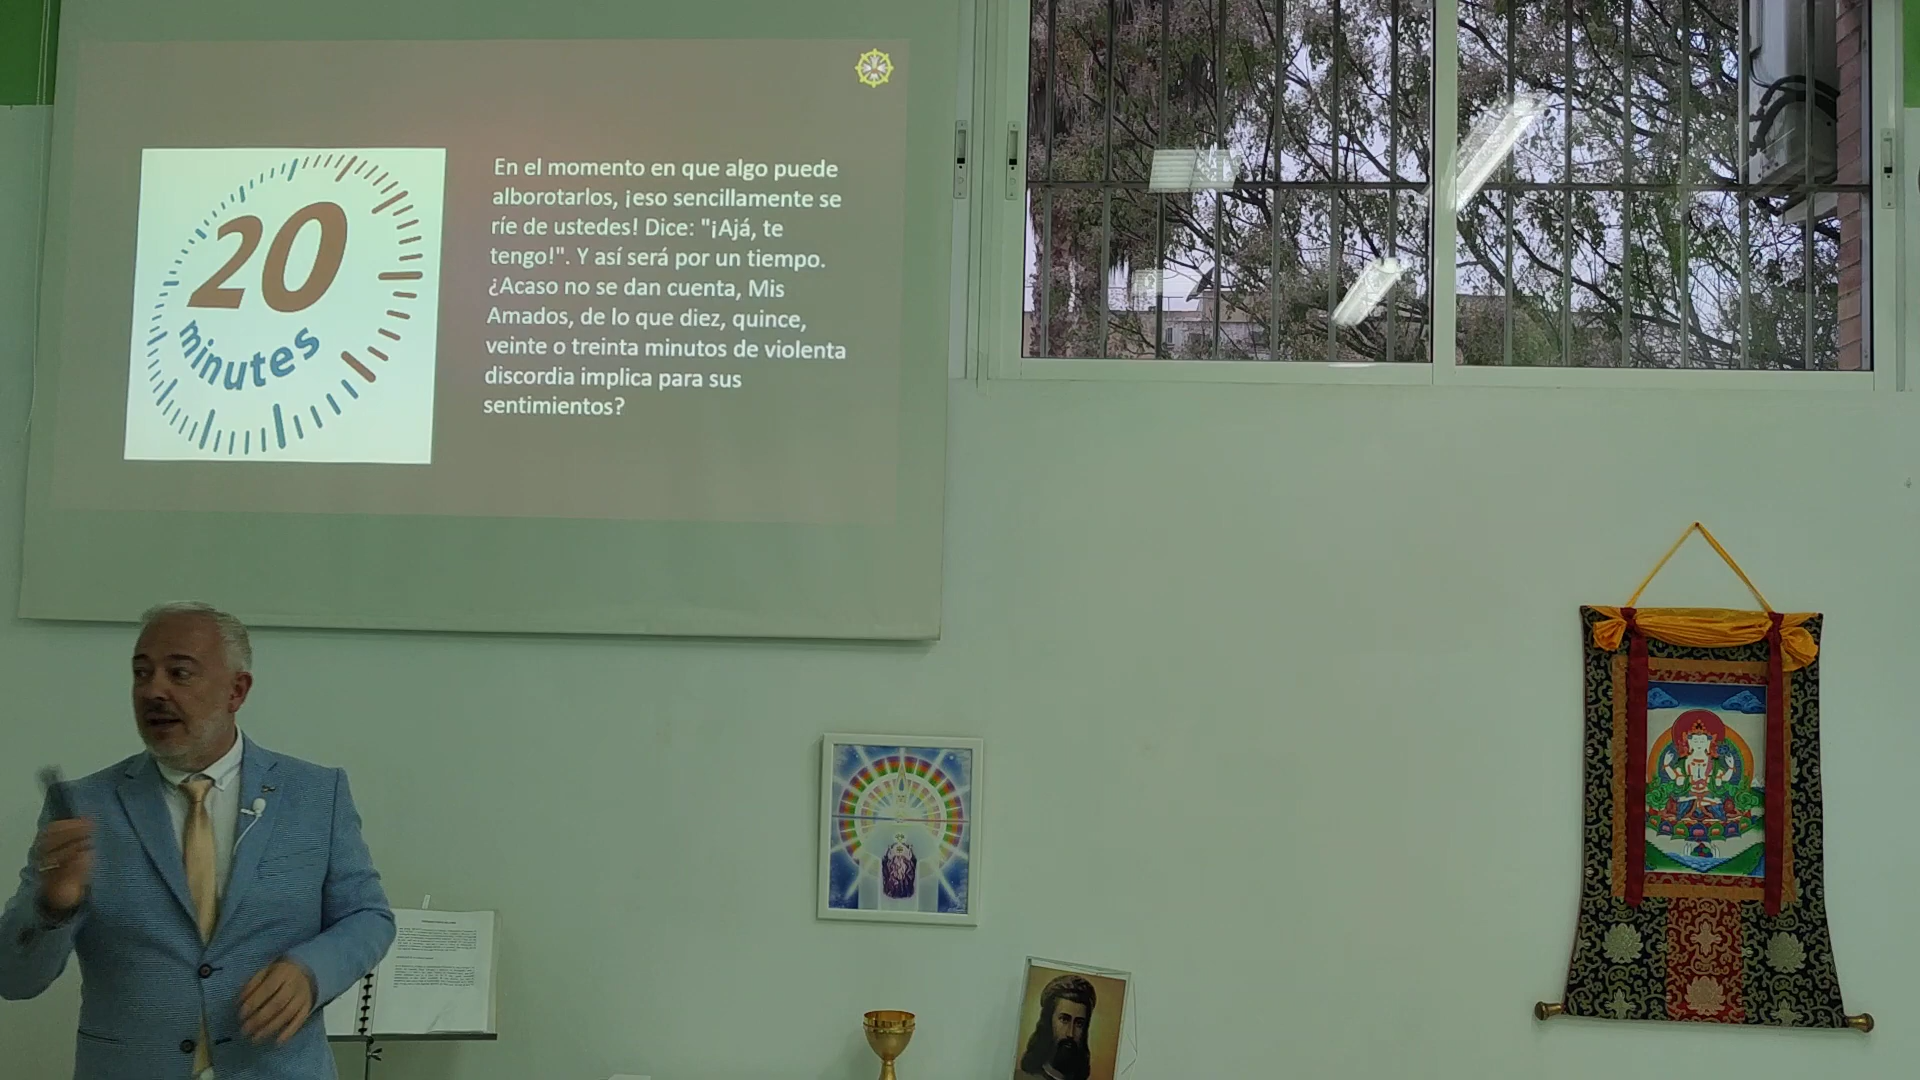 20
minutes
En el momento en que algo puede
alborotarlos, ¡eso sencillamente se
ríe de ustedes! Dice: "¡Ajá, te
tengo!". Y así será por un tiempo.
¿Acaso no se dan cuenta, Mis
Amados, de lo que diez, quince,
veinte o treinta minutos de violenta
discordia implica para sus
sentimientos?